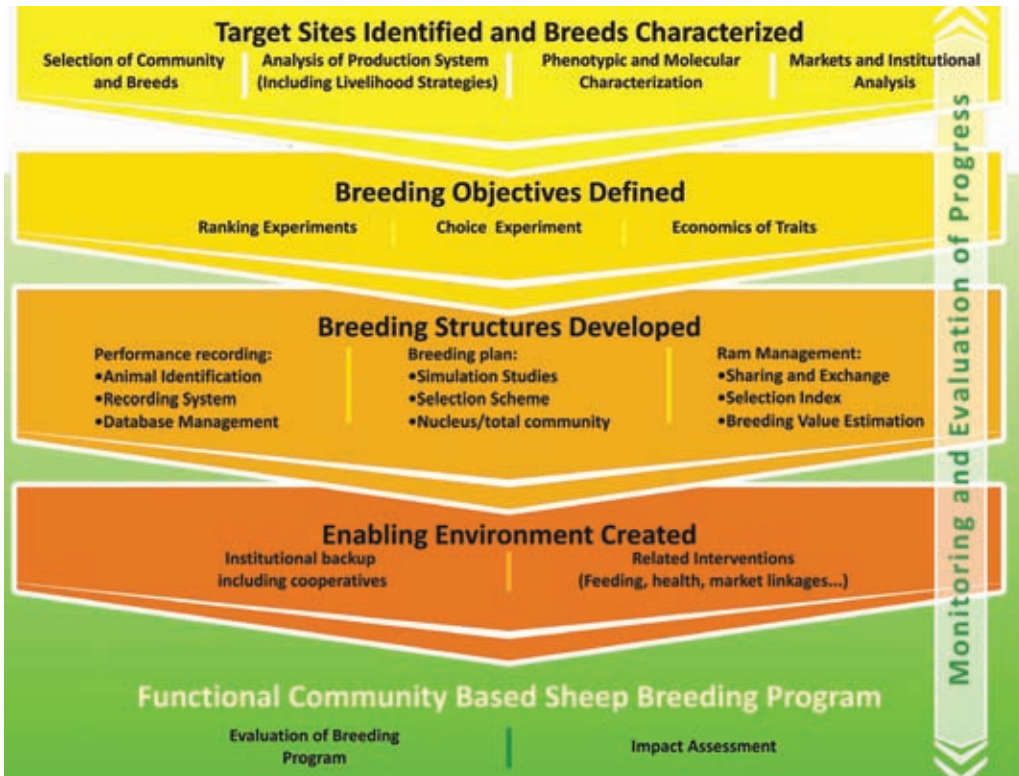 Target Sites Identified and Breeds Characterized
Selection of Community
and Breeds
Analysis of Production System
(Including Livelihood Strategies)
Phenotypic and Molecular
Characterization
Markets and Institutional
Analysis
Breeding Objectives Defined
Ranking Experiments
Choice Experiment
Economics of Traits
Breeding Structures Developed
Performance recording:
•Animal Identification
•Recording System
•Database Management
Breeding plan:
•Simulation Studies
•Selection Scheme
•Nucleus/total community
Ram Management:
•Sharing and Exchange
•Selection Index
•Breeding Value Estimation
Enabling Environment Created
Institutional backup
including cooperatives
Related Interventions
(Feeding, health, market linkages...)
Functional Community Based Sheep Breeding Program
Evaluation of Breeding
Program
Impact Assessment
Monitoring and Evaluation of Progress